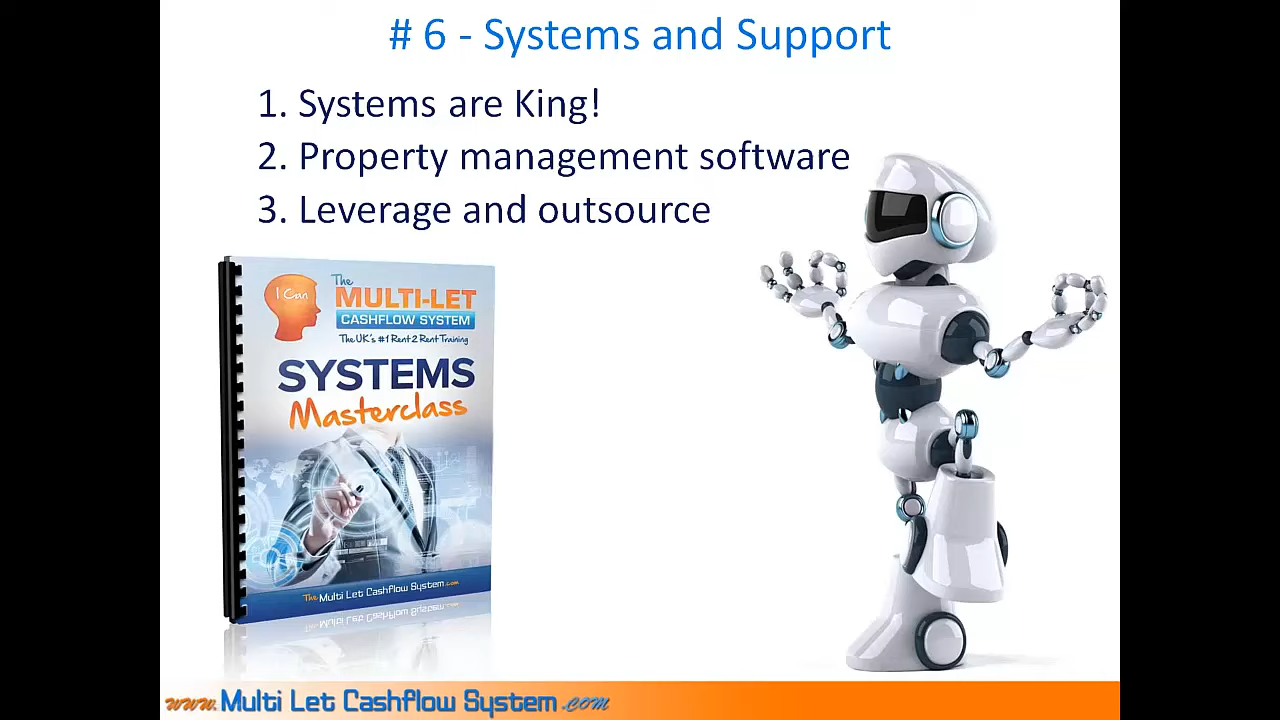 # 6 - Systems and Support
1. Systems are King!
2. Property management software
3. Leverage and outsource
I Can
The
MULTI-LET
CASHFLOW SYSTEM
The UK's #1 Rent 2 Rent Training
SYSTEMS
Masterclass
The Multi Let Cashflow System.com
www.Multi Let Cashflow System.com